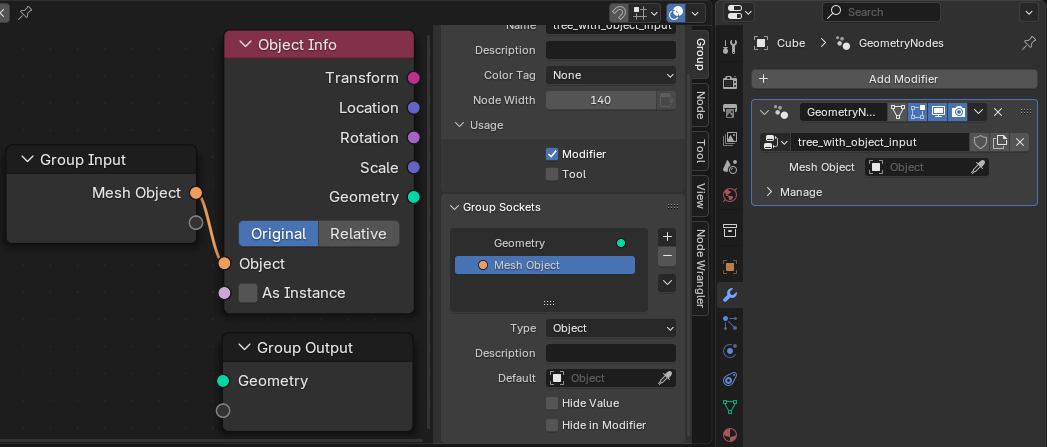 Object Info
Transform
Location
Rotation
Scale
Geometry
Original Relative
Object
As Instance
Group Input
Mesh Object
Group Output
Geometry
Name tree_with_object_input
Description
Color Tag None
Node Width 140
Usage
Modifier
Tool
Group Sockets
Geometry
Mesh Object
Type Object
Description
Default Object
Hide Value
Hide in Modifier
Group
Node
Tool
View
Node Wrangler
Search
Cube GeometryNodes
Add Modifier
GeometryN...
tree_with_object_input
Mesh Object Object
Manage